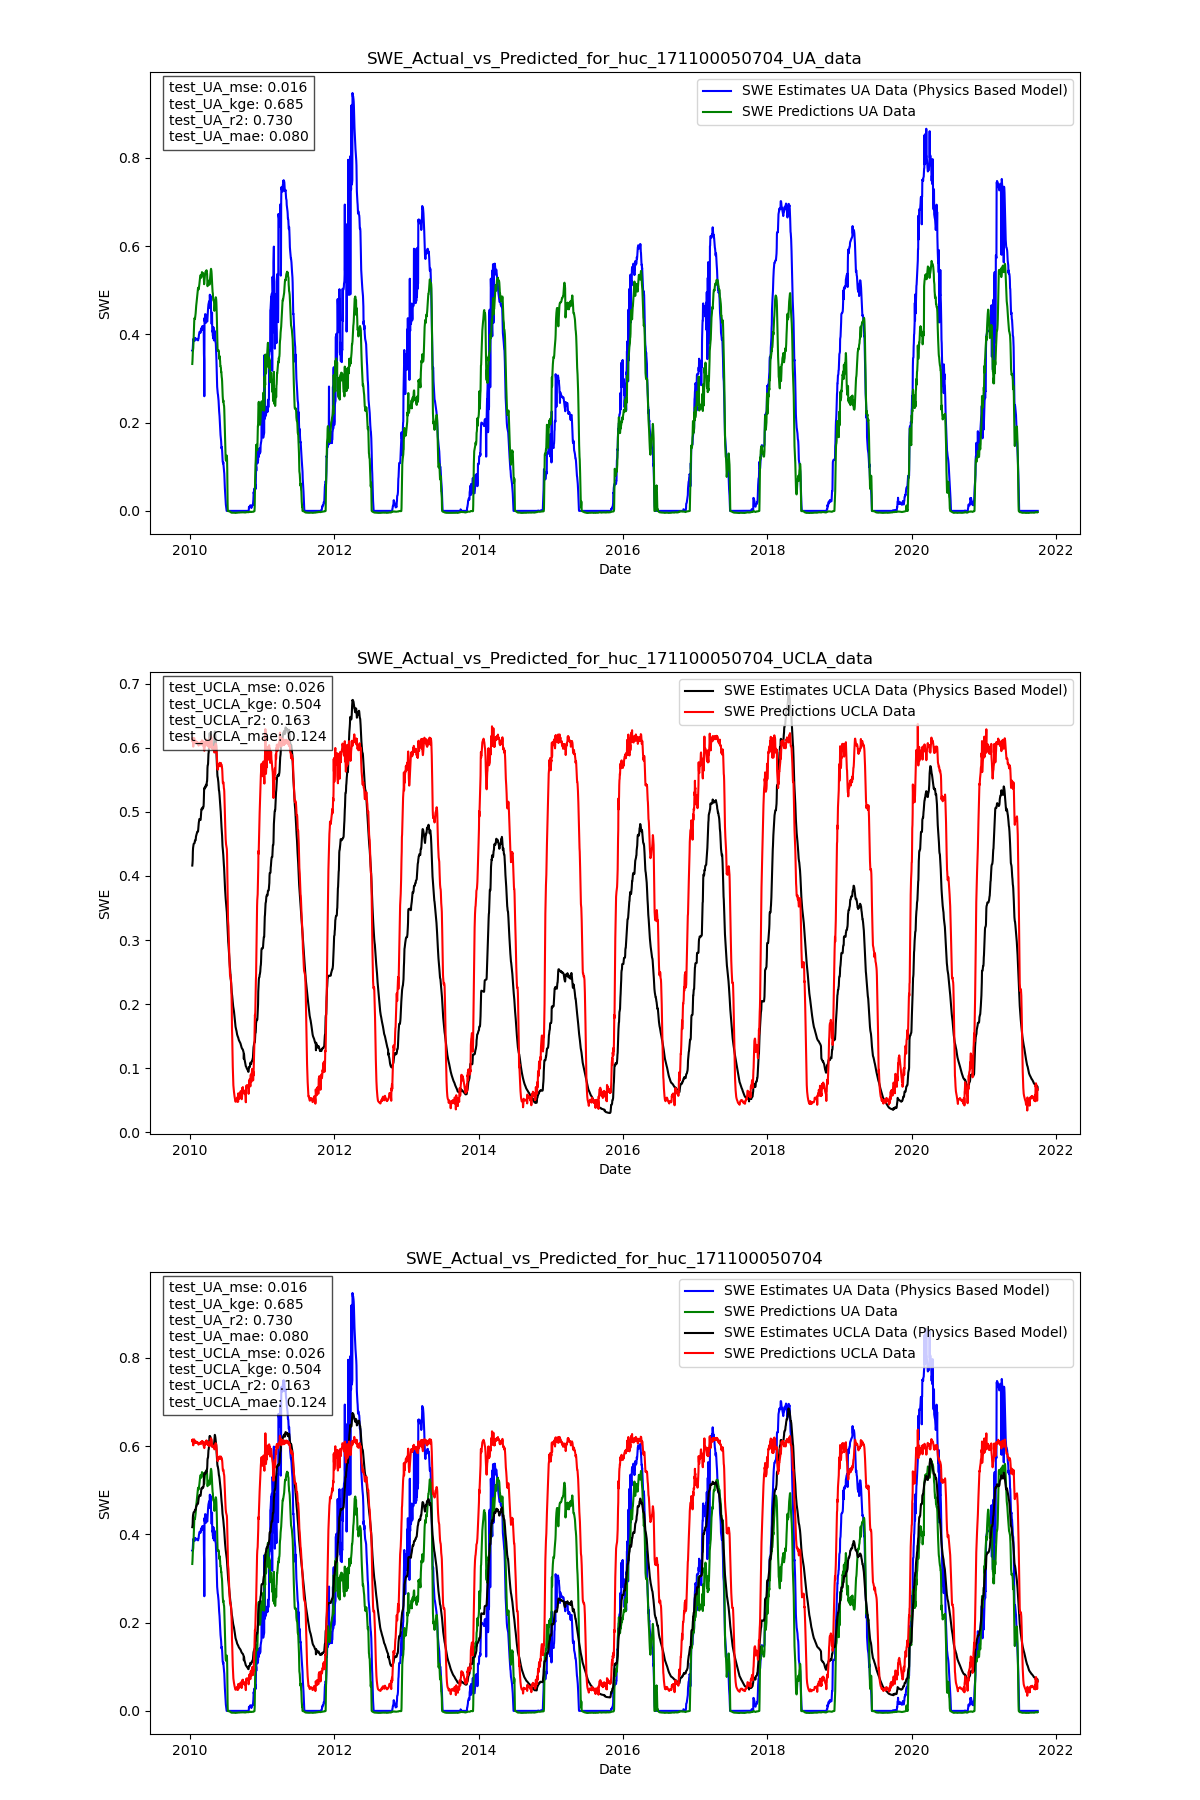 SWE_Actual_vs_Predicted_for_huc_171100050704_UA_data
test_UA_mse: 0.016
test_UA_kge: 0.685
test_UA_r2: 0.730
test_UA_mae: 0.080
SWE Estimates UA Data (Physics Based Model)
SWE Predictions UA Data
0.8
0.6
0.4
0.2
0.0
SWE
2010 2012 2014 2016 2018 2020 2022
Date
SWE_Actual_vs_Predicted_for_huc_171100050704_UCLA_data
test_UCLA_mse: 0.026
test_UCLA_kge: 0.504
test_UCLA_r2: 0.163
test_UCLA_mae: 0.124
SWE Estimates UCLA Data (Physics Based Model)
SWE Predictions UCLA Data
0.7
0.6
0.5
0.4
0.3
0.2
0.1
0.0
SWE
2010 2012 2014 2016 2018 2020 2022
Date
SWE_Actual_vs_Predicted_for_huc_171100050704
test_UA_mse: 0.016
test_UA_kge: 0.685
test_UA_r2: 0.730
test_UA_mae: 0.080
test_UCLA_mse: 0.026
test_UCLA_kge: 0.504
test_UCLA_r2: 0.163
test_UCLA_mae: 0.124
SWE Estimates UA Data (Physics Based Model)
SWE Predictions UA Data
SWE Estimates UCLA Data (Physics Based Model)
SWE Predictions UCLA Data
0.8
0.6
0.4
0.2
0.0
SWE
2010 2012 2014 2016 2018 2020 2022
Date